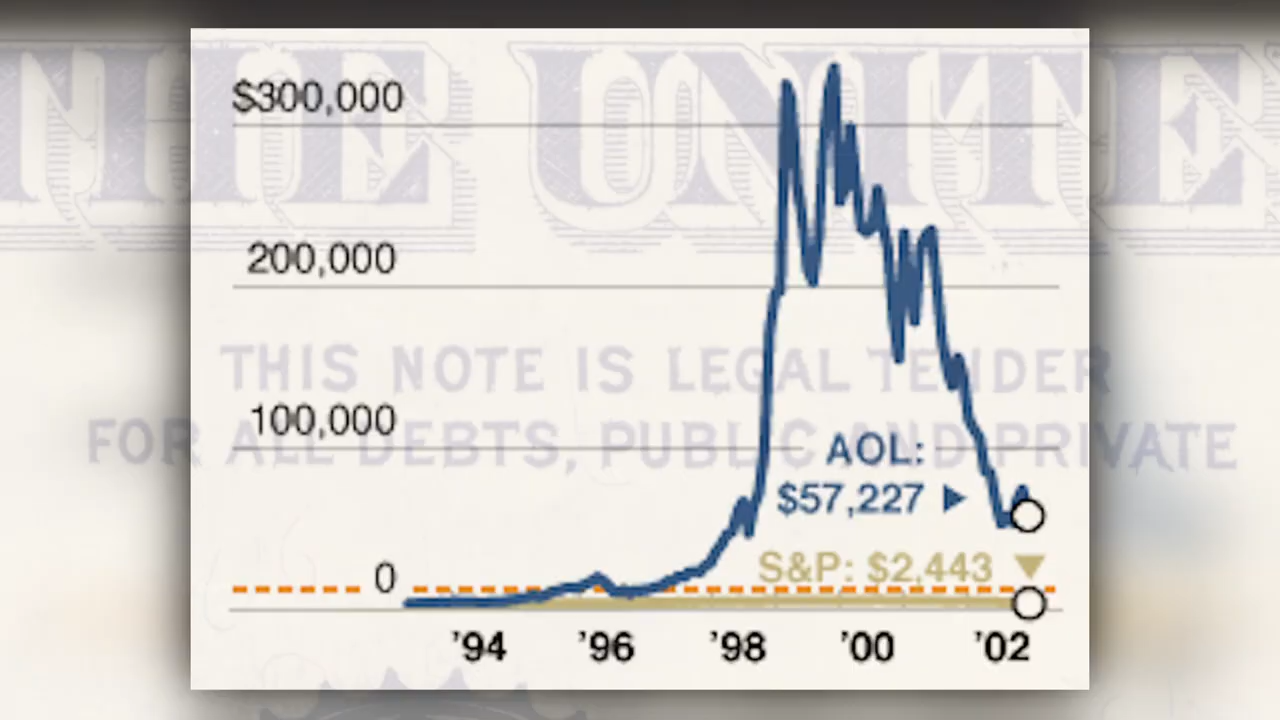 THE UNITE
$300,000
200,000
THIS NOTE IS LEGAL TENDER
100,000
FOR ALL DEBTS, PUBLIC AND PRIVATE
AOL:
$57,227
S&P: $2,443
0
’94 ’96 ’98 ’00 ’02